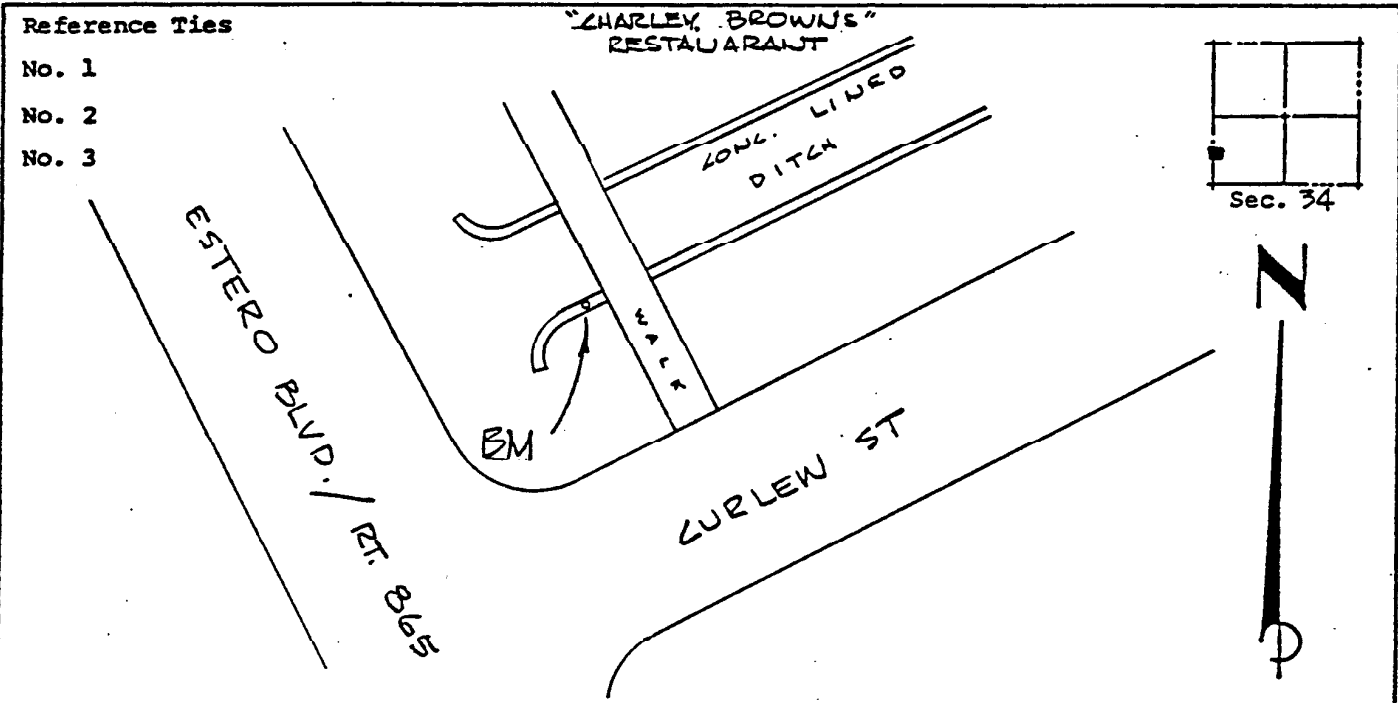 Reference Ties
No. 1
No. 2
No. 3
"CHARLEY BROWNS"
RESTAUARANT
CONC. LINED
DITCH
Sec. 34
N
ESTERO BLVD. / RT. 865
WALK
BM
CURLEW ST